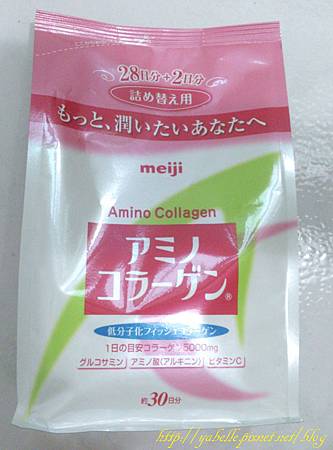 28日分+2日分
詰め替え用
もっと、潤いたいあなたへ
meiji
Amino Collagen
アミノ
コラーゲン®
低分子化フィッシュコラーゲン
1日の目安コラーゲン5000mg
グルコサミン アミノ酸(アルギニン) ビタミンC
約30日分
http://yabelle.pixnet.net/blog